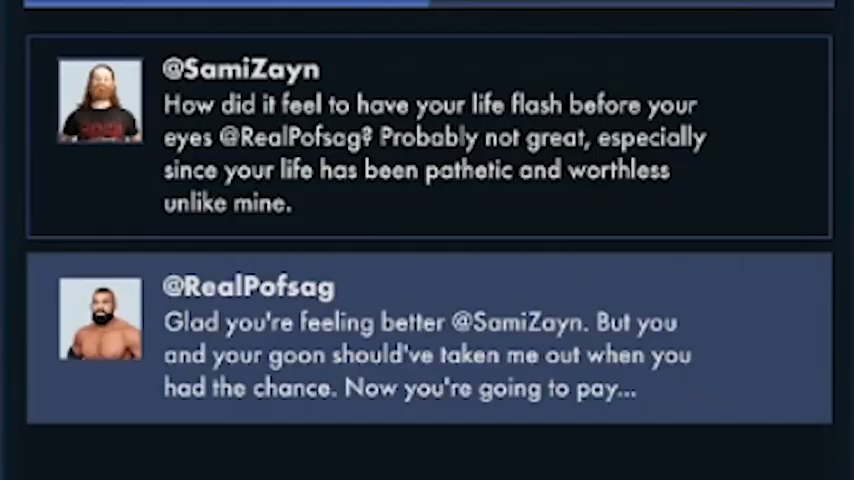 @SamiZayn
How did it feel to have your life flash before your
eyes @RealPofsag? Probably not great, especially
since your life has been pathetic and worthless
unlike mine.
@RealPofsag
Glad you're feeling better @SamiZayn. But you
and your goon should've taken me out when you
had the chance. Now you're going to pay...